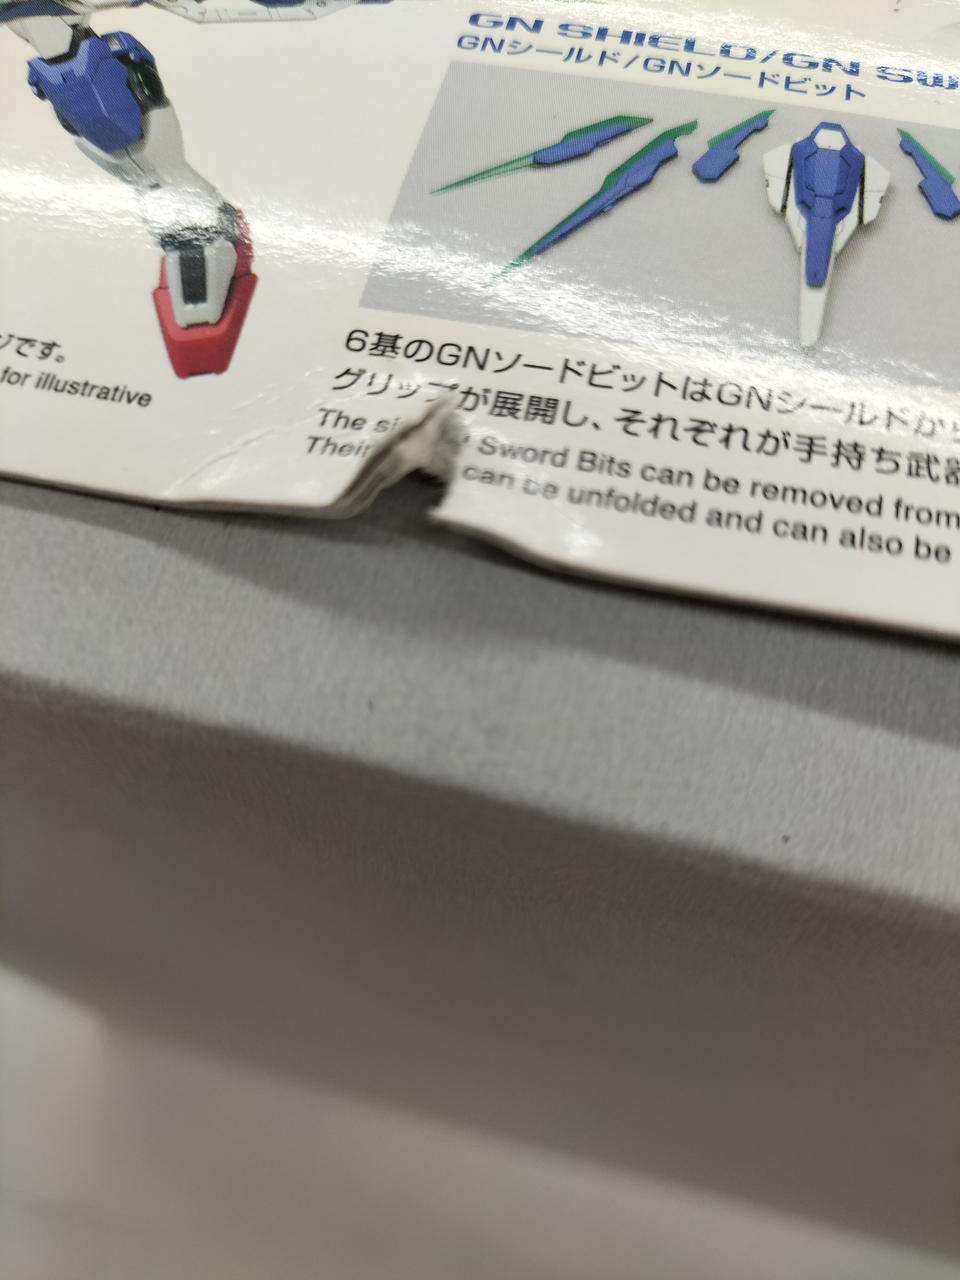 GN SHIELD/GN
GNシールド/GNソードビット
6基のGNソードビットはGNシールドから
グリップが展開し、それぞれが手持ち武器
The Sword Bits can be removed from
Their can be unfolded and can also be
です。
for illustrative